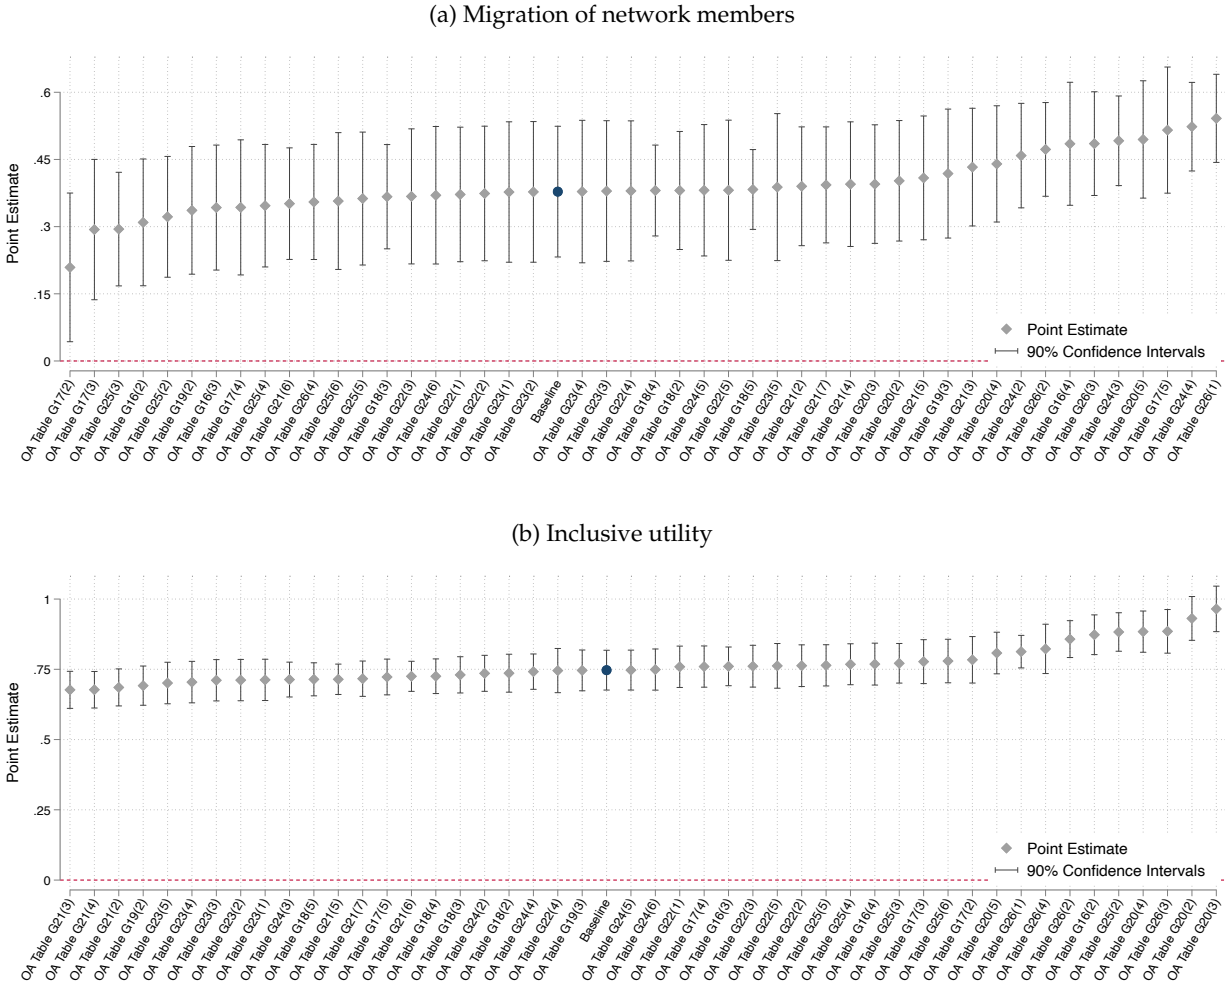 (a) Migration of network members
.6
.45
.3
.15
0
Point Estimate
Point Estimate
90% Confidence Intervals
OA Table G17(2)
OA Table G17(3)
OA Table G25(3)
OA Table G16(2)
OA Table G25(2)
OA Table G19(2)
OA Table G16(3)
OA Table G17(4)
OA Table G25(4)
OA Table G21(6)
OA Table G26(4)
OA Table G25(6)
OA Table G25(5)
OA Table G18(3)
OA Table G22(3)
OA Table G24(6)
OA Table G22(1)
OA Table G22(2)
OA Table G23(1)
OA Table G23(2)
Baseline
OA Table G23(4)
OA Table G23(3)
OA Table G22(4)
OA Table G18(4)
OA Table G18(2)
OA Table G24(5)
OA Table G22(5)
OA Table G18(5)
OA Table G23(5)
OA Table G21(2)
OA Table G21(7)
OA Table G21(4)
OA Table G20(3)
OA Table G20(2)
OA Table G21(5)
OA Table G19(3)
OA Table G21(3)
OA Table G20(4)
OA Table G24(2)
OA Table G26(2)
OA Table G16(4)
OA Table G26(3)
OA Table G24(3)
OA Table G20(5)
OA Table G17(5)
OA Table G24(4)
OA Table G26(1)
(b) Inclusive utility
1
.75
.5
.25
0
Point Estimate
Point Estimate
90% Confidence Intervals
OA Table G21(3)
OA Table G21(4)
OA Table G21(2)
OA Table G19(2)
OA Table G23(5)
OA Table G23(4)
OA Table G23(3)
OA Table G23(2)
OA Table G23(1)
OA Table G24(3)
OA Table G18(5)
OA Table G21(5)
OA Table G21(7)
OA Table G17(5)
OA Table G21(6)
OA Table G18(4)
OA Table G18(3)
OA Table G24(2)
OA Table G18(2)
OA Table G24(4)
OA Table G22(4)
OA Table G19(3)
Baseline
OA Table G24(5)
OA Table G24(6)
OA Table G22(1)
OA Table G17(4)
OA Table G16(3)
OA Table G22(3)
OA Table G22(5)
OA Table G22(2)
OA Table G25(5)
OA Table G25(4)
OA Table G16(4)
OA Table G25(3)
OA Table G17(3)
OA Table G25(6)
OA Table G17(2)
OA Table G20(5)
OA Table G26(1)
OA Table G26(4)
OA Table G26(2)
OA Table G16(2)
OA Table G25(2)
OA Table G20(4)
OA Table G26(3)
OA Table G20(2)
OA Table G20(3)